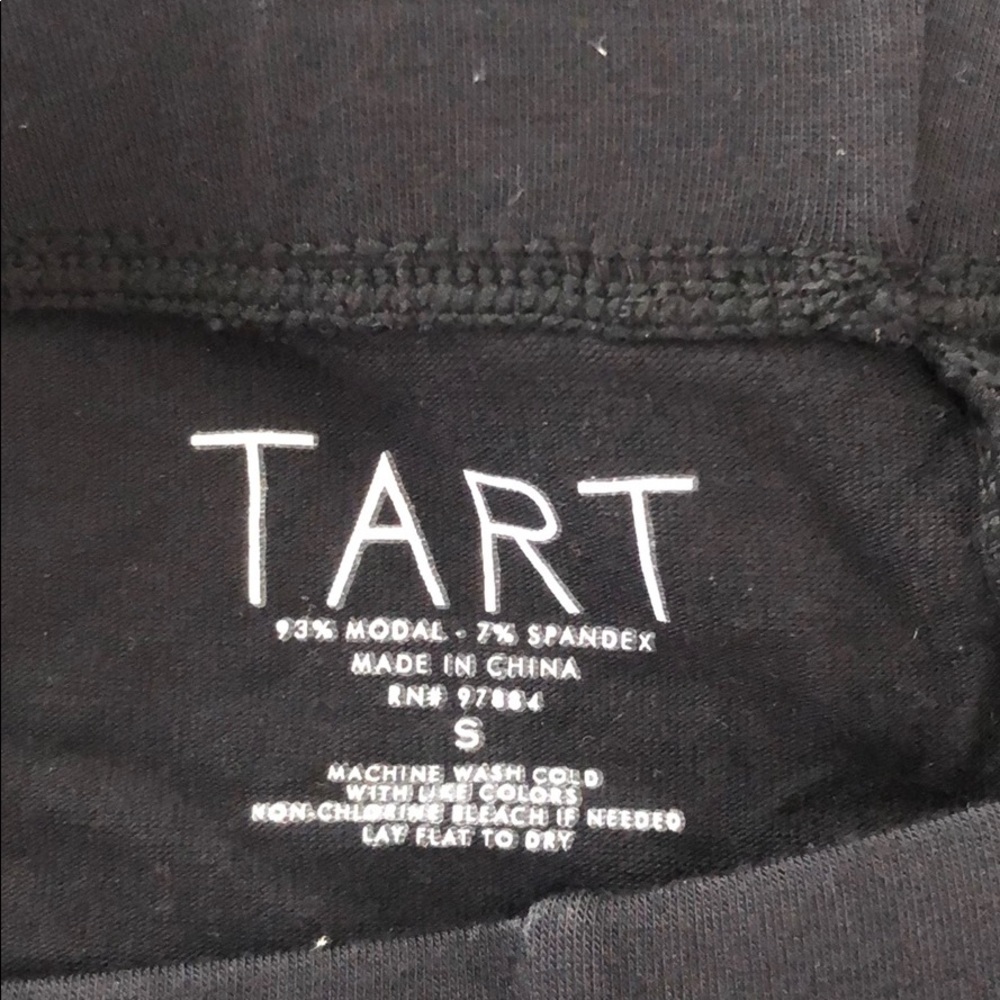 TART
93% MODAL - 7% SPANDEX
MADE IN CHINA
RN# 97884
S
MACHINE WASH COLD
WITH LIKE COLORS
NON-CHLORINE BLEACH IF NEEDED
LAY FLAT TO DRY